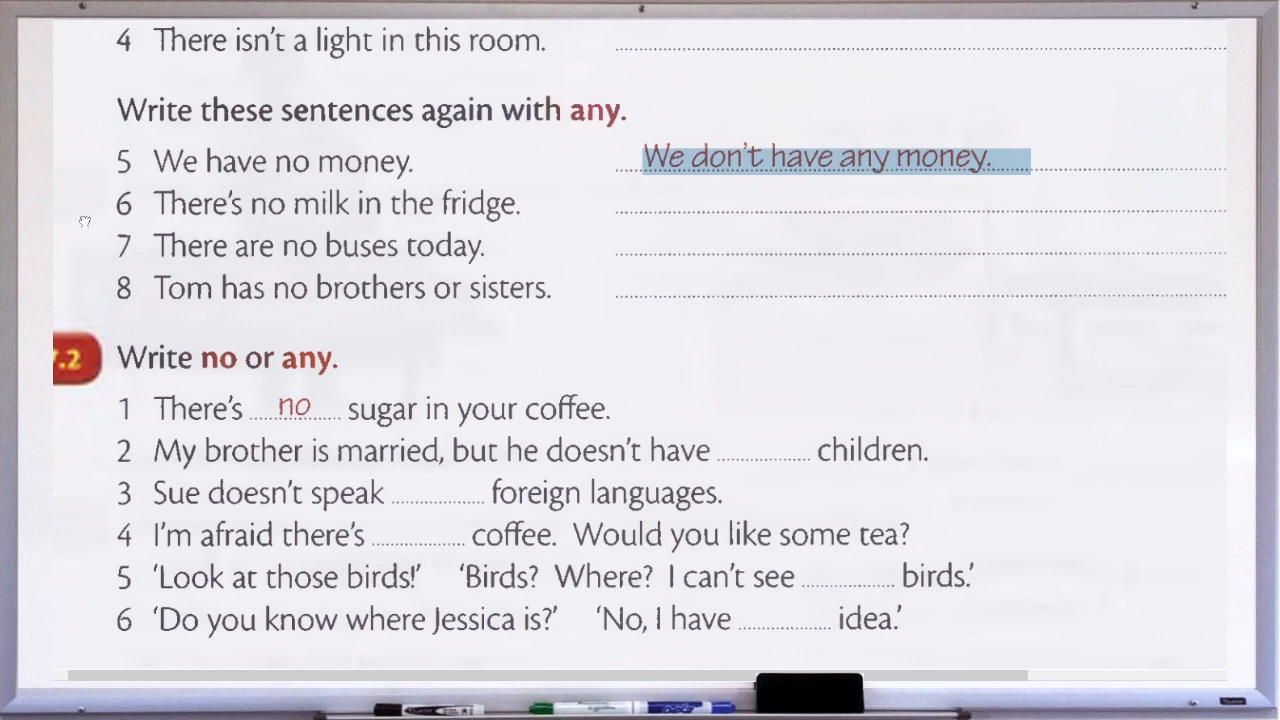 4 There isn't a light in this room. ........................
Write these sentences again with any.
5 We have no money. We don't have any money.
6 There's no milk in the fridge. ........................
7 There are no buses today. ........................
8 Tom has no brothers or sisters. ........................
.2 Write no or any.
1 There's no sugar in your coffee.
2 My brother is married, but he doesn't have ............ children.
3 Sue doesn't speak ............ foreign languages.
4 I'm afraid there's ............ coffee. Would you like some tea?
5 'Look at those birds!' 'Birds? Where? I can't see ............ birds.'
6 'Do you know where Jessica is?' 'No, I have ............ idea.'